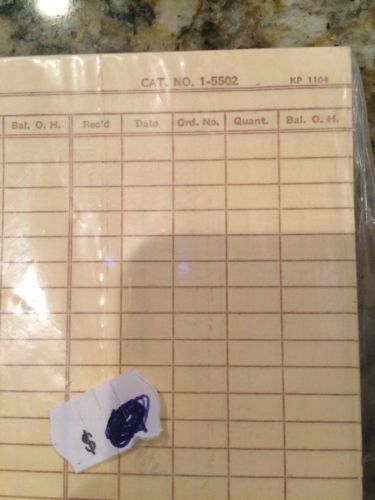 CAT. NO. 1-5502 KP 1104
Bal. O. H. Rec'd Date Ord. No. Quant. Bal. O. H.
$